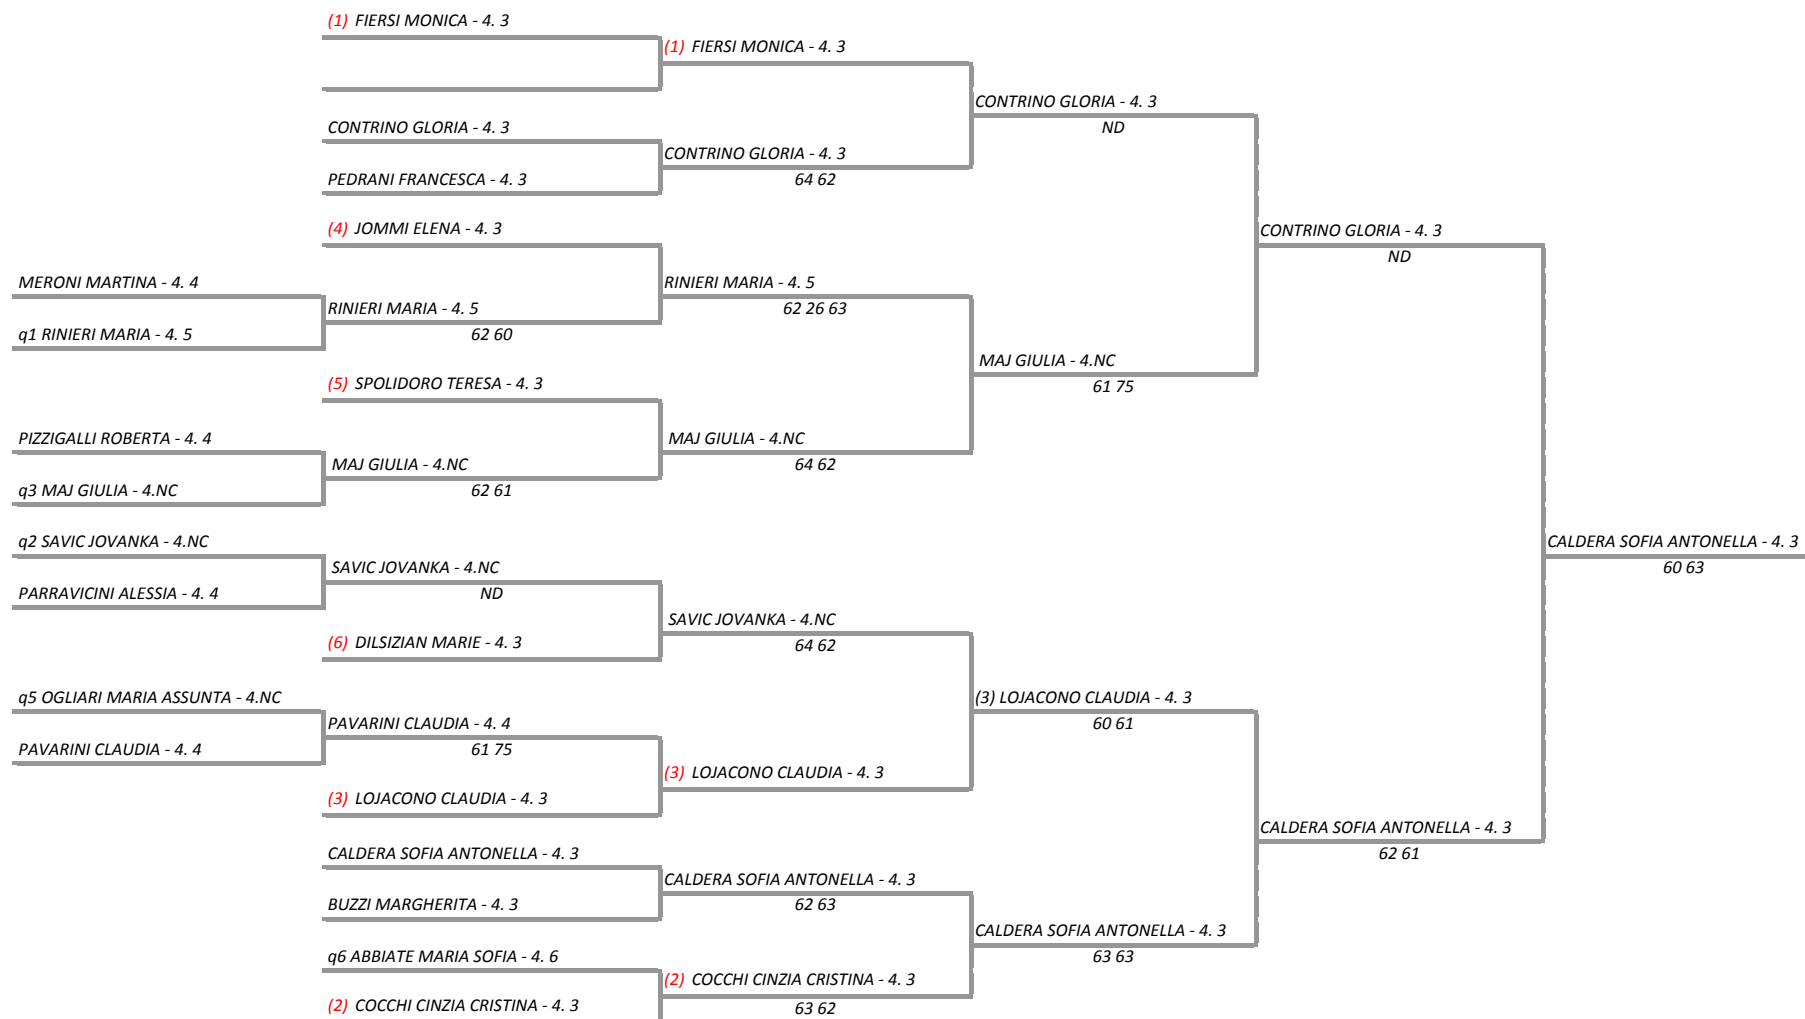 (1) FIERSI MONICA - 4. 3
(1) FIERSI MONICA - 4. 3
CONTRINO GLORIA - 4. 3
ND
CONTRINO GLORIA - 4. 3
CONTRINO GLORIA - 4. 3
64 62
PEDRANI FRANCESCA - 4. 3
(4) JOMMI ELENA - 4. 3
CONTRINO GLORIA - 4. 3
ND
MERONI MARTINA - 4. 4
RINIERI MARIA - 4. 5
62 26 63
RINIERI MARIA - 4. 5
62 60
q1 RINIERI MARIA - 4. 5
MAJ GIULIA - 4.NC
61 75
(5) SPOLIDORO TERESA - 4. 3
PIZZIGALLI ROBERTA - 4. 4
MAJ GIULIA - 4.NC
64 62
MAJ GIULIA - 4.NC
62 61
q3 MAJ GIULIA - 4.NC
q2 SAVIC JOVANKA - 4.NC
CALDERA SOFIA ANTONELLA - 4. 3
60 63
SAVIC JOVANKA - 4.NC
ND
PARRAVICINI ALESSIA - 4. 4
SAVIC JOVANKA - 4.NC
64 62
(6) DILSIZIAN MARIE - 4. 3
q5 OGLIARI MARIA ASSUNTA - 4.NC
(3) LOJACONO CLAUDIA - 4. 3
60 61
PAVARINI CLAUDIA - 4. 4
61 75
PAVARINI CLAUDIA - 4. 4
(3) LOJACONO CLAUDIA - 4. 3
(3) LOJACONO CLAUDIA - 4. 3
CALDERA SOFIA ANTONELLA - 4. 3
62 61
CALDERA SOFIA ANTONELLA - 4. 3
CALDERA SOFIA ANTONELLA - 4. 3
62 63
BUZZI MARGHERITA - 4. 3
CALDERA SOFIA ANTONELLA - 4. 3
63 63
q6 ABBIATE MARIA SOFIA - 4. 6
(2) COCCHI CINZIA CRISTINA - 4. 3
63 62
(2) COCCHI CINZIA CRISTINA - 4. 3